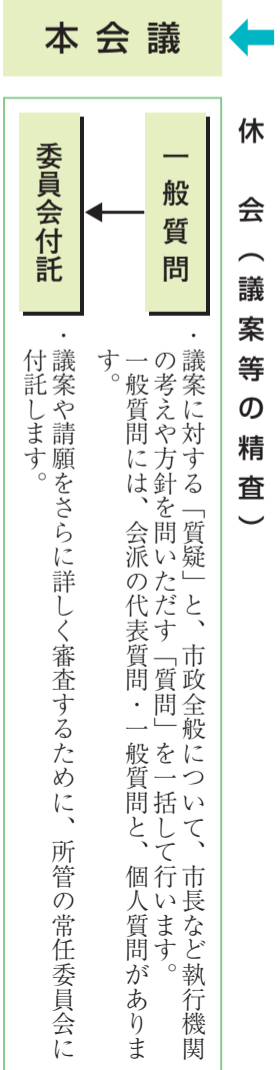 休会（議案等の精査）
本会議
一般質問
・議案に対する「質疑」と、市政全般について、市長など執行機関
の考えや方針を問いただす「質問」を一括して行います。
一般質問には、会派の代表質問・一般質問と、個人質問がありま
す。
委員会付託
・議案や請願をさらに詳しく審査するために、所管の常任委員会に
付託します。